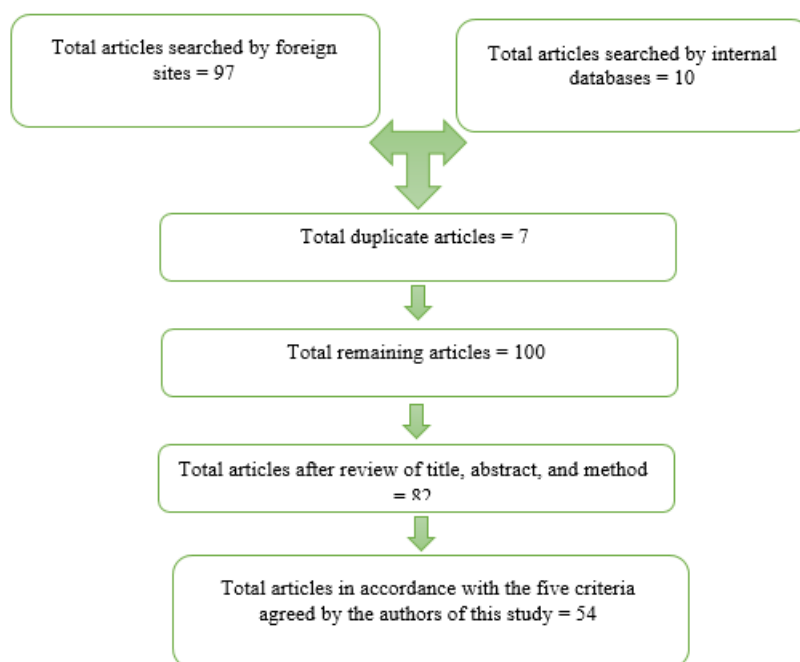 Total articles searched by foreign
sites = 97
Total articles searched by internal
databases = 10
Total duplicate articles = 7
Total remaining articles = 100
Total articles after review of title, abstract, and method
= 82
Total articles in accordance with the five criteria
agreed by the authors of this study = 54